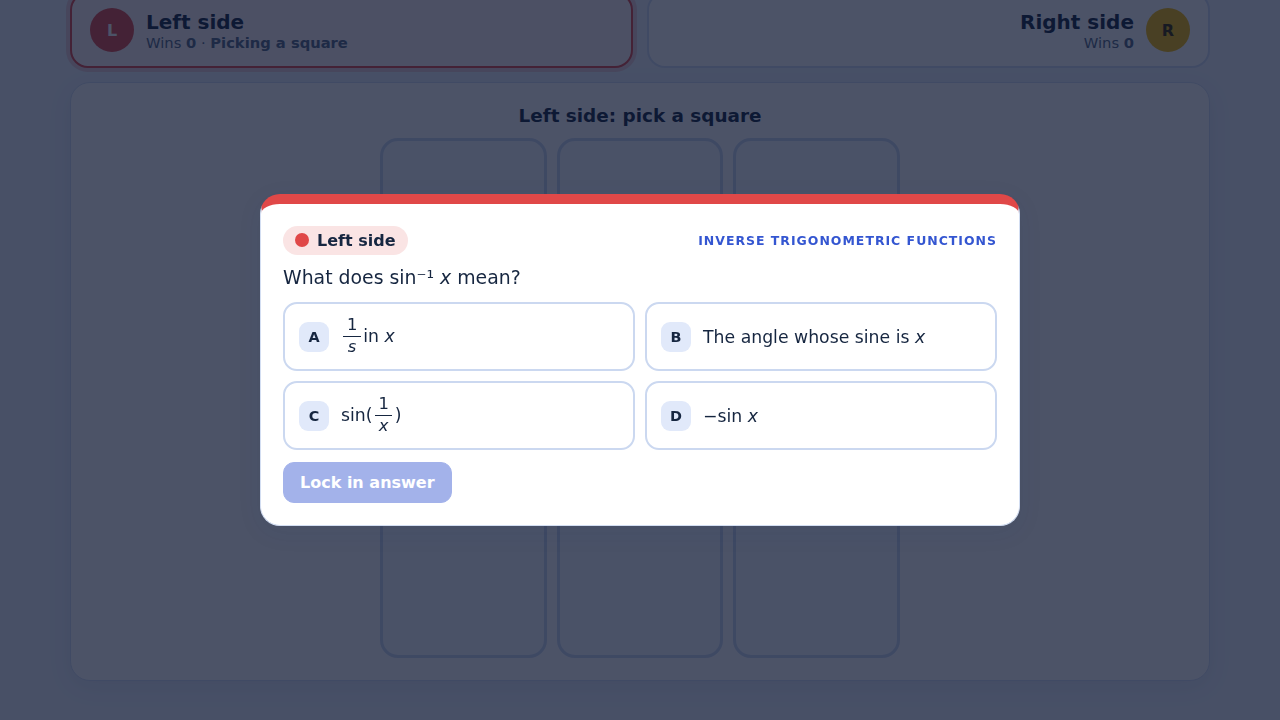 L
Left side
Wins 0 · Picking a square
Right side
Wins 0
R
Left side: pick a square
Left side
INVERSE TRIGONOMETRIC FUNCTIONS
What does sin⁻¹ x mean?
A
1/s in x
B
The angle whose sine is x
C
sin(1/x)
D
−sin x
Lock in answer